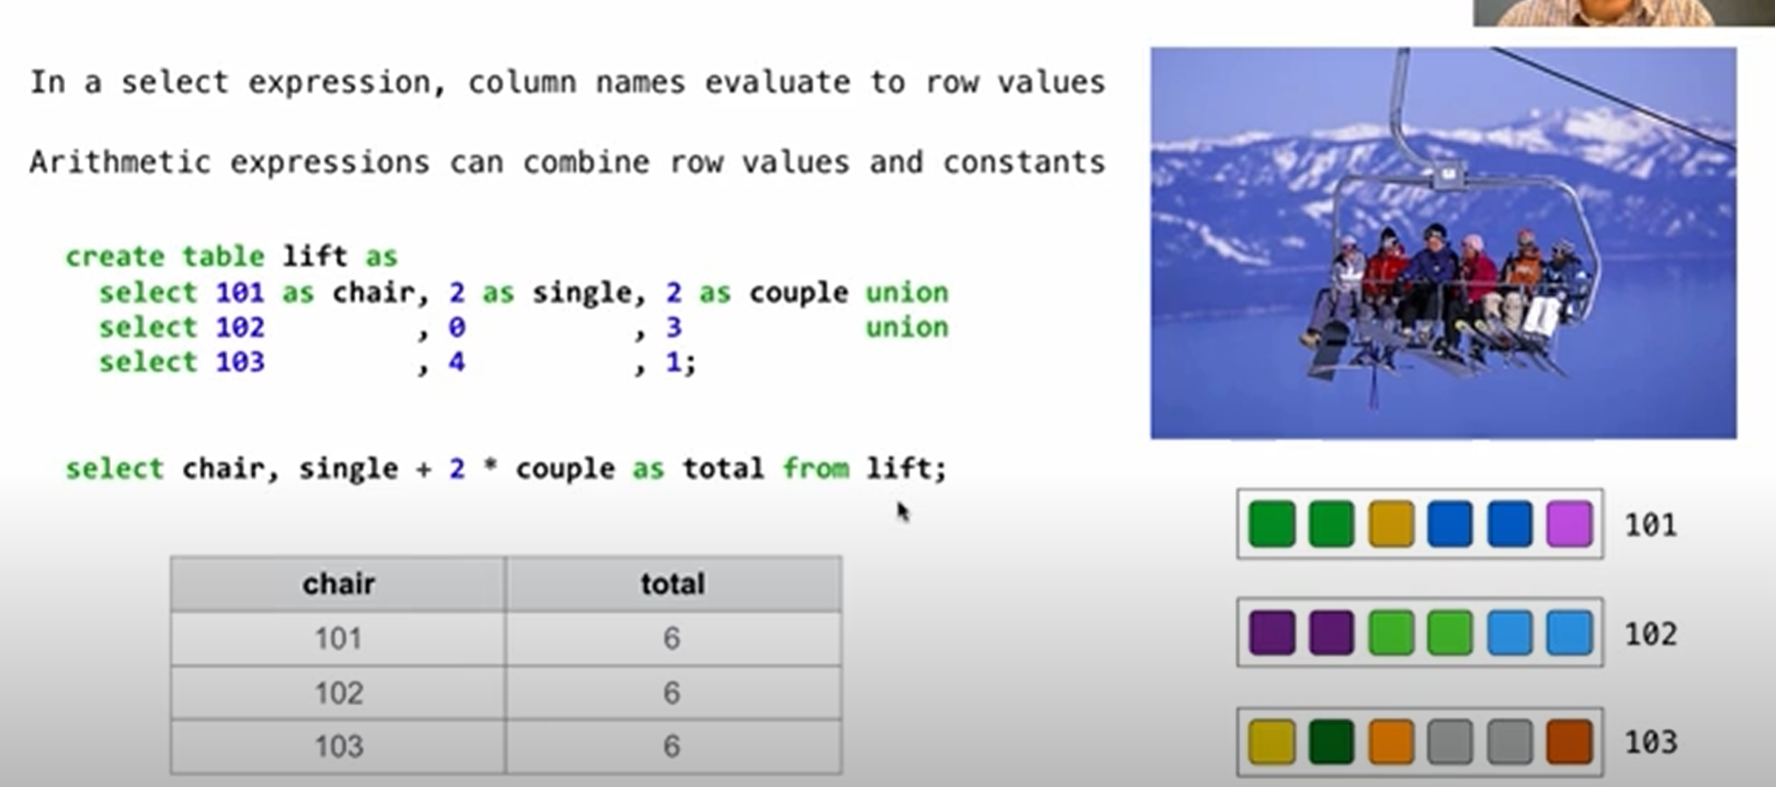 In a select expression, column names evaluate to row values
Arithmetic expressions can combine row values and constants
create table lift as
select 101 as chair, 2 as single, 2 as couple union
select 102 , 0 , 3 union
select 103 , 4 , 1;
select chair, single + 2 * couple as total from lift;
chair total
101 6
102 6
103 6
101
102
103